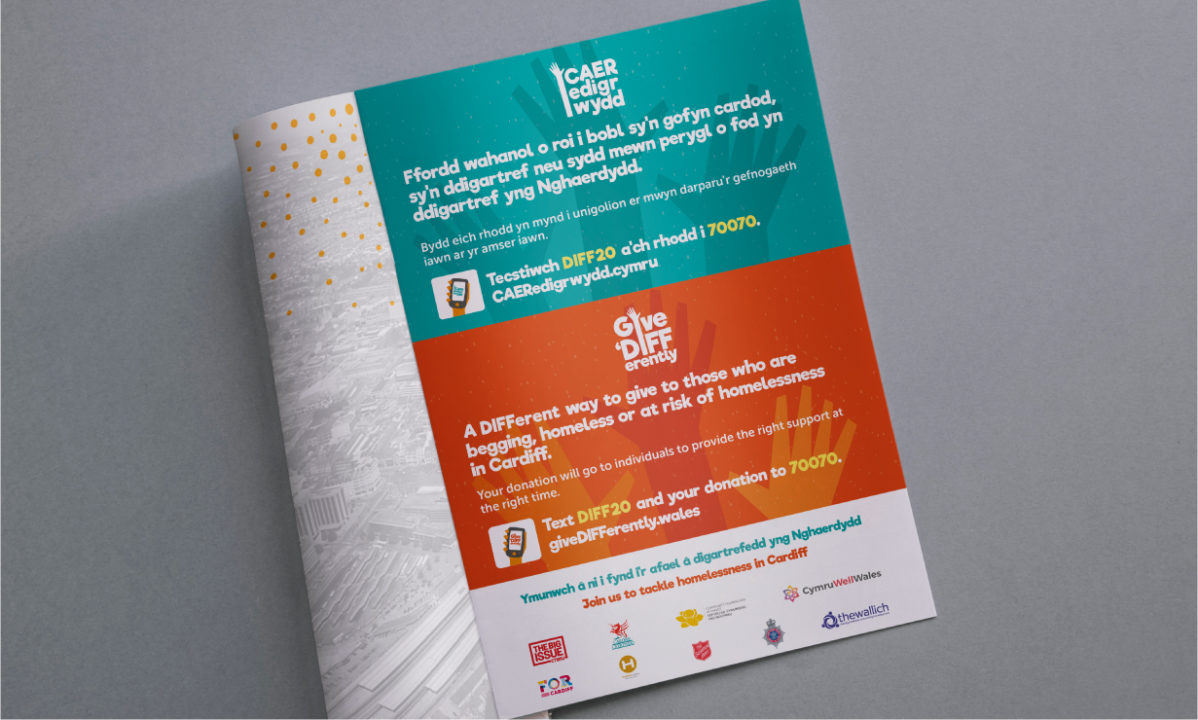 CAER
edigr
wydd
Ffordd wahanol o roi i bobl sy'n gofyn cardod,
sy'n ddigartref neu sydd mewn perygl o fod yn
ddigartref yng Nghaerdydd.
Bydd eich rhodd yn mynd i unigolion er mwyn darparu'r gefnogaeth
iawn ar yr amser iawn.
Tecstiwch DIFF20 a'ch rhodd i 70070.
CAERedigrwydd.cymru
Give
'DIFF
erently
A DIFFerent way to give to those who are
begging, homeless or at risk of homelessness
in Cardiff.
Your donation will go to individuals to provide the right support at
the right time.
Text DIFF20 and your donation to 70070.
giveDIFFerently.wales
Ymunwch â ni i fynd i'r afael â digartrefedd yng Nghaerdydd
Join us to tackle homelessness in Cardiff
CymruWellWales
thewallich
THE BIG
ISSUE
FOR
CARDIFF